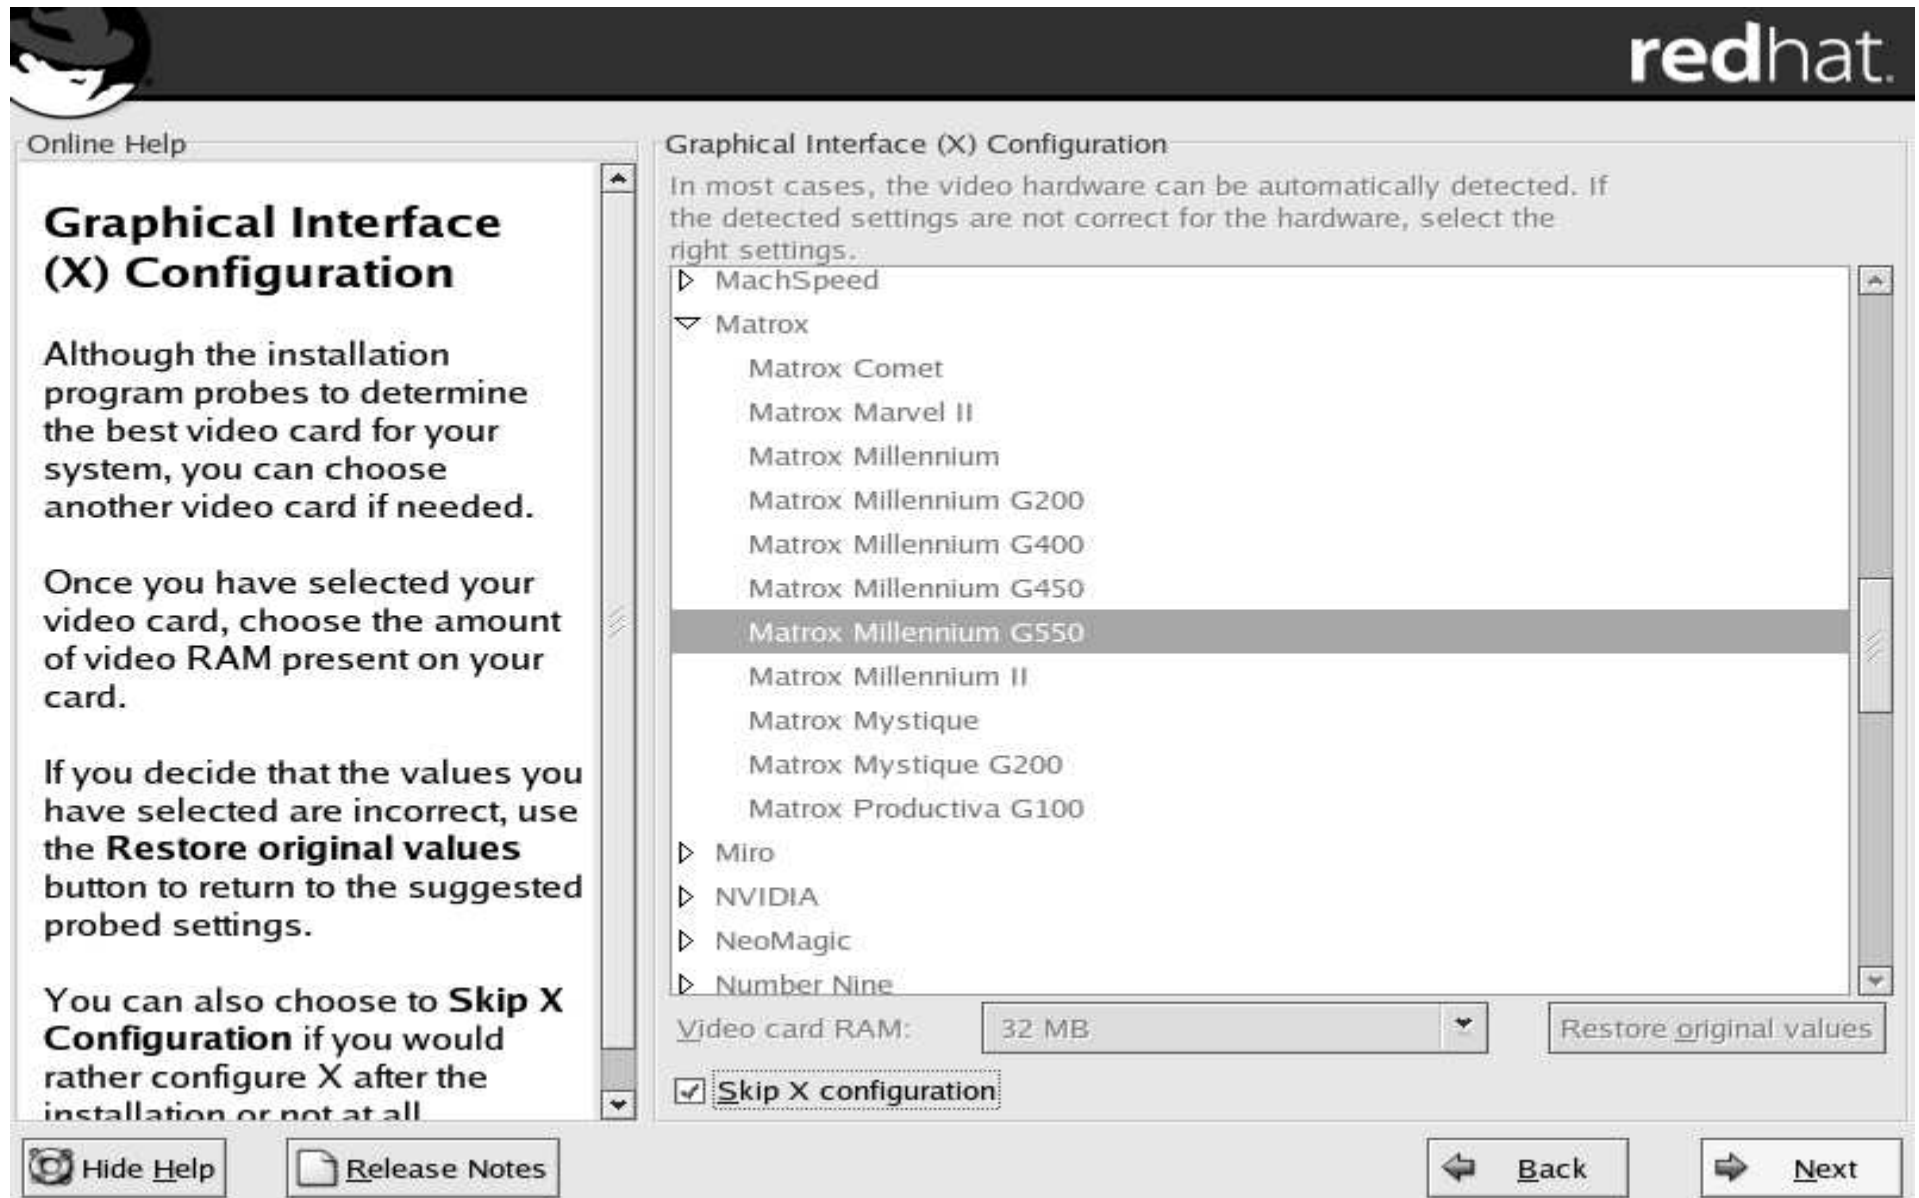 redhat.
Online Help
Graphical Interface
(X) Configuration
Although the installation
program probes to determine
the best video card for your
system, you can choose
another video card if needed.
Once you have selected your
video card, choose the amount
of video RAM present on your
card.
If you decide that the values you
have selected are incorrect, use
the Restore original values
button to return to the suggested
probed settings.
You can also choose to Skip X
Configuration if you would
rather configure X after the
installation or not at all
Graphical Interface (X) Configuration
In most cases, the video hardware can be automatically detected. If
the detected settings are not correct for the hardware, select the
right settings.
MachSpeed
Matrox
Matrox Comet
Matrox Marvel II
Matrox Millennium
Matrox Millennium G200
Matrox Millennium G400
Matrox Millennium G450
Matrox Millennium G550
Matrox Millennium II
Matrox Mystique
Matrox Mystique G200
Matrox Productiva G100
Miro
NVIDIA
NeoMagic
Number Nine
Video card RAM: 32 MB Restore original values
Skip X configuration
Hide Help Release Notes Back Next